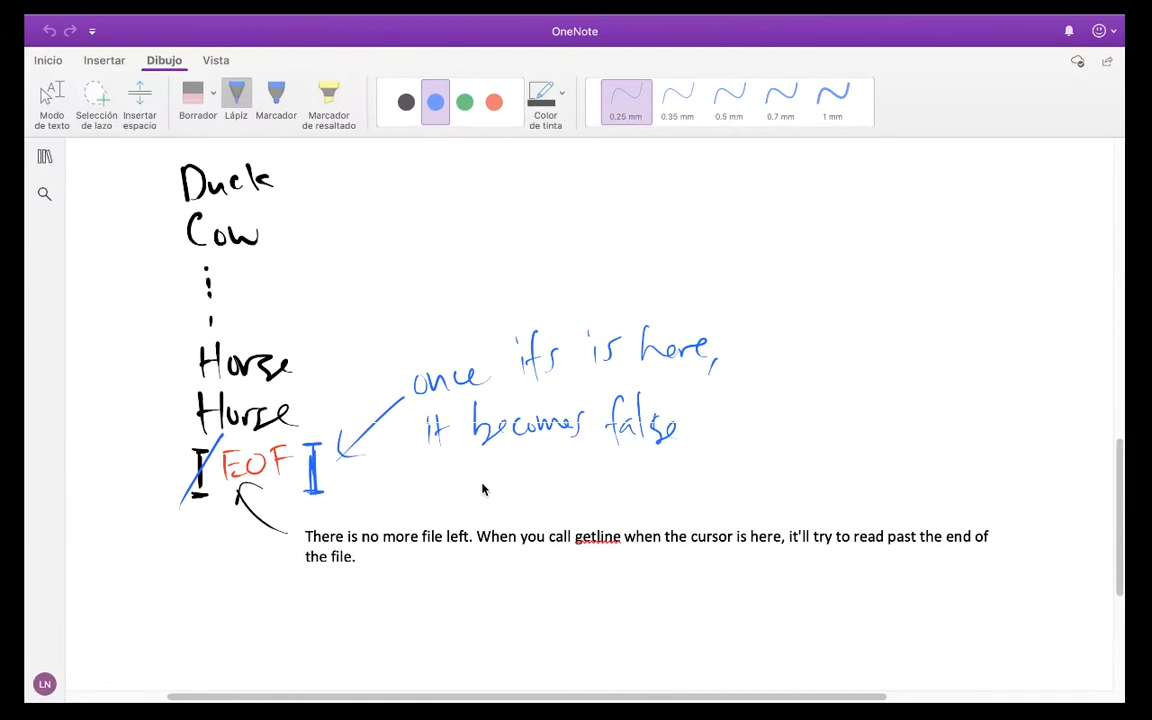 OneNote
Inicio Insertar Dibujo Vista
Modo de texto
Selección de lazo
Insertar espacio
Borrador
Lápiz
Marcador
Marcador de resaltado
Color de tinta
0.25 mm
0.35 mm
0.5 mm
0.7 mm
1 mm
Duck
Cow
Horse
Horse
EOF
once ifs is here,
it becomes false
There is no more file left. When you call getline when the cursor is here, it'll try to read past the end of
the file.
LN